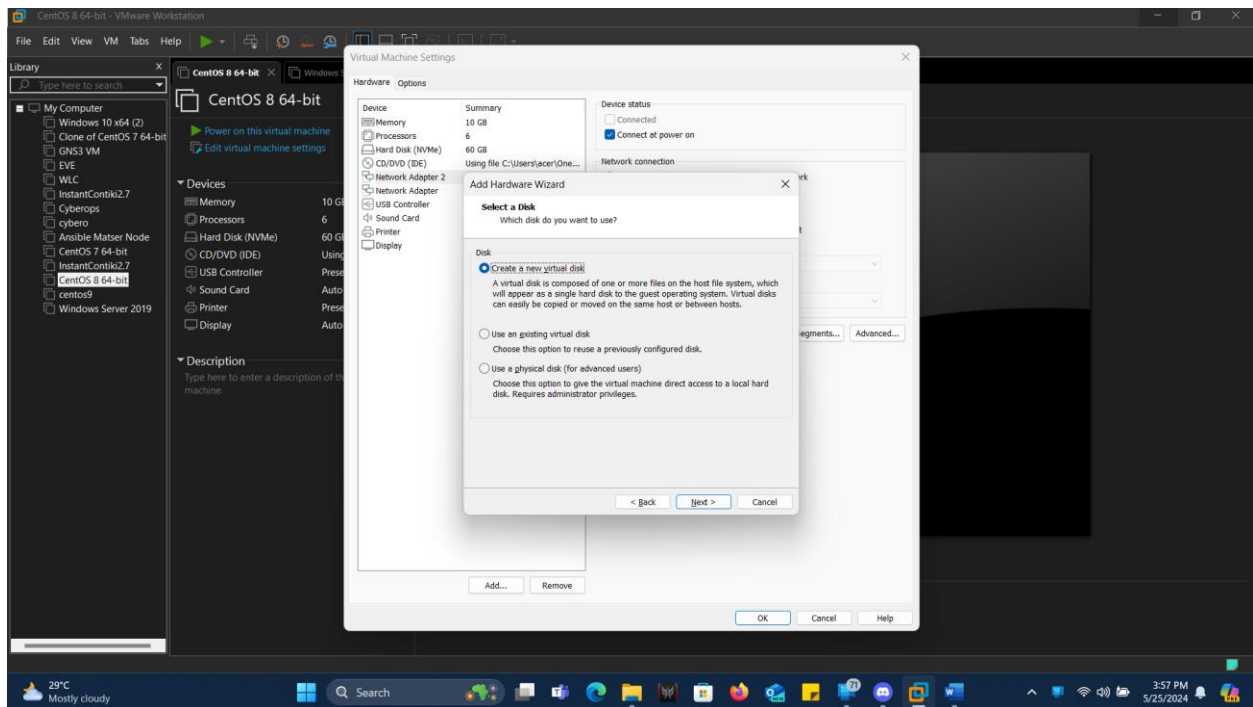 CentOS 8 64-bit - VMware Workstation
File Edit View VM Tabs Help
Library
Type here to search
My Computer
Windows 10 x64 (2)
Clone of CentOS 7 64-bit
GNS3 VM
EVE
WLC
InstantContiki2.7
Cyberops
cybero
Ansible Matser Node
CentOS 7 64-bit
InstantContiki2.7
CentOS 8 64-bit
centos9
Windows Server 2019
CentOS 8 64-bit
Windows S
CentOS 8 64-bit
Power on this virtual machine
Edit virtual machine settings
Devices
Memory 10 GB
Processors 6
Hard Disk (NVMe) 60 GB
CD/DVD (IDE) Using
USB Controller Prese
Sound Card Auto
Printer Prese
Display Auto
Description
Type here to enter a description of th
machine.
Virtual Machine Settings
Hardware Options
Device Summary
Memory 10 GB
Processors 6
Hard Disk (NVMe) 60 GB
CD/DVD (IDE) Using file C:\Users\acer\One...
Network Adapter 2
Network Adapter
USB Controller
Sound Card
Printer
Display
Add... Remove
Device status
Connected
Connect at power on
Network connection
rk
egments... Advanced...
OK Cancel Help
Add Hardware Wizard
Select a Disk
Which disk do you want to use?
Disk
Create a new virtual disk
A virtual disk is composed of one or more files on the host file system, which
will appear as a single hard disk to the guest operating system. Virtual disks
can easily be copied or moved on the same host or between hosts.
Use an existing virtual disk
Choose this option to reuse a previously configured disk.
Use a physical disk (for advanced users)
Choose this option to give the virtual machine direct access to a local hard
disk. Requires administrator privileges.
< Back Next > Cancel
29°C
Mostly cloudy
Search
71
3:57 PM
5/25/2024